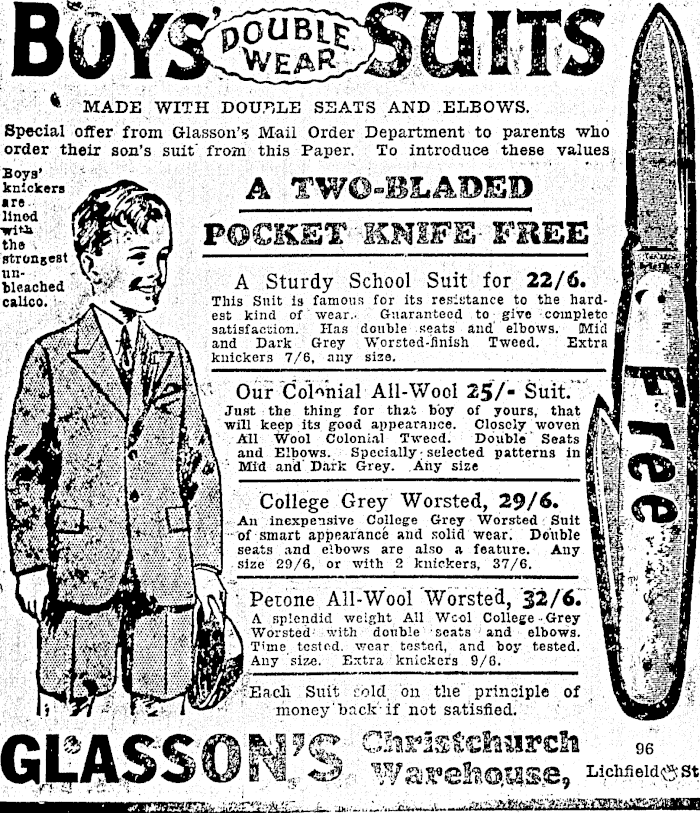 BOYS' DOUBLE WEAR SUITS
MADE WITH DOUBLE SEATS AND ELBOWS.
Special offer from Glasson's Mail Order Department to parents who
order their son's suit from this Paper. To introduce these values
Boys'
knickers
are
lined
with
the
strongest
un-
bleached
calico.
A TWO-BLADED
POCKET KNIFE FREE
A Sturdy School Suit for 22/6.
This Suit is famous for its resistance to the hard-
est kind of wear. Guaranteed to give complete
satisfaction. Has double seats and elbows. Mid
and Dark Grey Worsted-finish Tweed. Extra
knickers 7/6, any size.
Our Colonial All-Wool 25/- Suit.
Just the thing for that boy of yours, that
will keep its good appearance. Closely woven
All Wool Colonial Tweed. Double Seats
and Elbows. Specially selected patterns in
Mid and Dark Grey. Any size
College Grey Worsted, 29/6.
An inexpensive College Grey Worsted Suit
of smart appearance and solid wear. Double
seats and elbows are also a feature. Any
size 29/6, or with 2 knickers, 37/6.
Petone All-Wool Worsted, 32/6.
A splendid weight All Wool College Grey
Worsted with double seats and elbows.
Time tested, wear tested, and boy tested.
Any size. Extra knickers 9/6.
Each Suit sold on the principle of
money back if not satisfied.
Free
GLASSON'S Christchurch
Warehouse,
96
Lichfield St